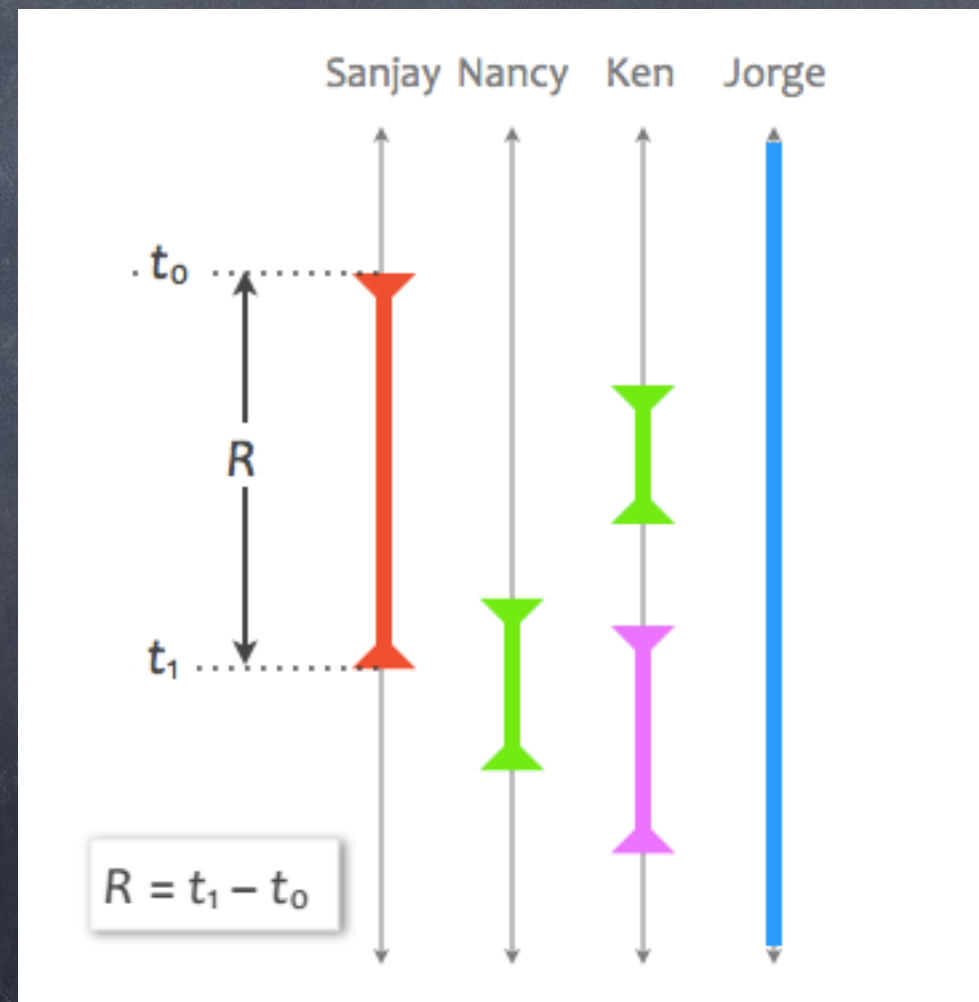 Sanjay Nancy Ken Jorge
t₀
R
t₁
R = t₁ – t₀